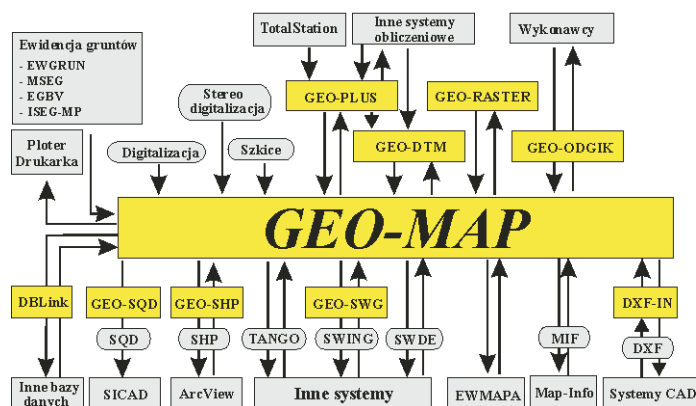 Ewidencja gruntów
- EWGRUN
- MSEG
- EGBV
- ISEG-MP
TotalStation
Inne systemy
obliczeniowe
Wykonawcy
Stereo
digitalizacja
GEO-PLUS
GEO-RASTER
Ploter
Drukarka
Digitalizacja
Szkice
GEO-DTM
GEO-ODGIK
GEO-MAP
DBLink
GEO-SQD
GEO-SHP
GEO-SWG
DXF-IN
SQD
SHP
TANGO
SWING
SWDE
MIF
DXF
Inne bazy
danych
SICAD
ArcView
Inne systemy
EWMAPA
Map-Info
Systemy CAD